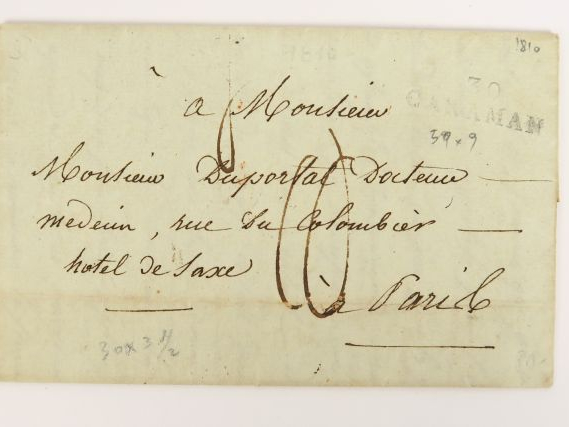 1810
à Monsieur
30
39 x 9
Monsieur Duportal Docteur
medecin, rue Du Colombier
hotel de Saxe
à Paris
30 x 3 1/2